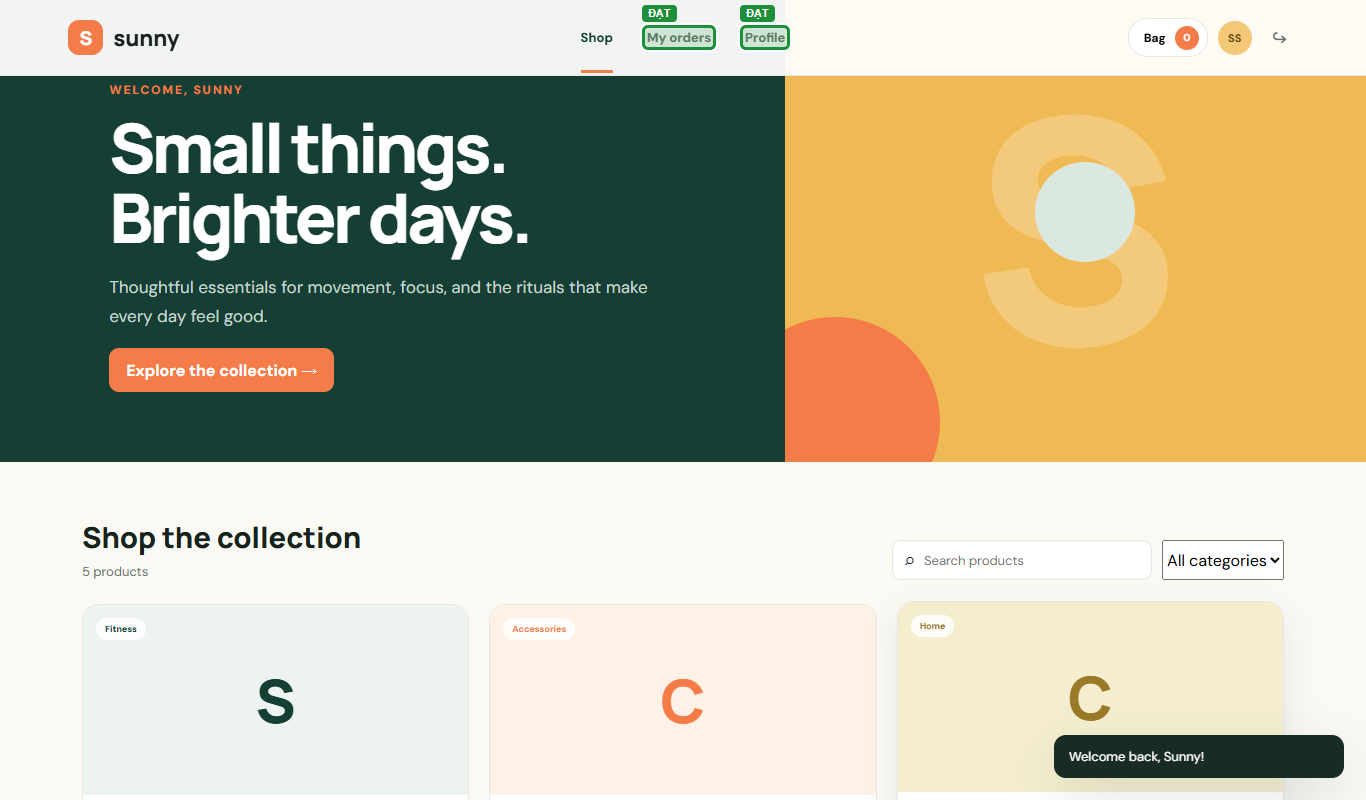 S sunny
Shop
ĐẠT
My orders
ĐẠT
Profile
Bag 0
SS
WELCOME, SUNNY
Small things.
Brighter days.
Thoughtful essentials for movement, focus, and the rituals that make
every day feel good.
Explore the collection →
S
Shop the collection
5 products
Search products
All categories
Fitness
S
Accessories
C
Home
C
Welcome back, Sunny!